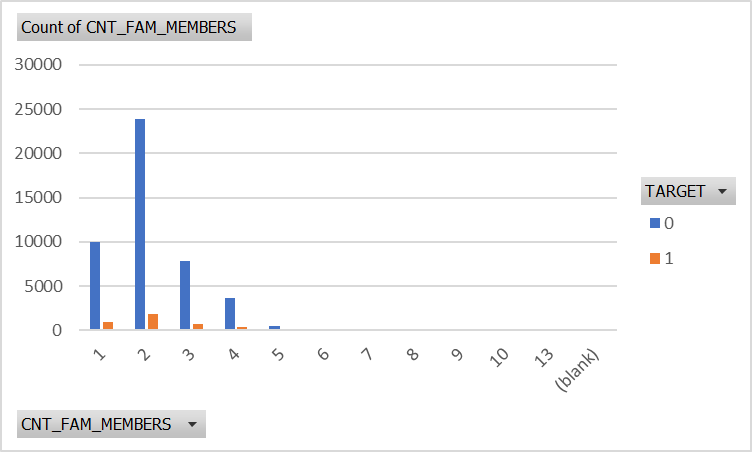 Count of CNT_FAM_MEMBERS
30000
25000
20000
15000
10000
5000
0
1 2 3 4 5 6 7 8 9 10 13 (blank)
TARGET
0
1
CNT_FAM_MEMBERS